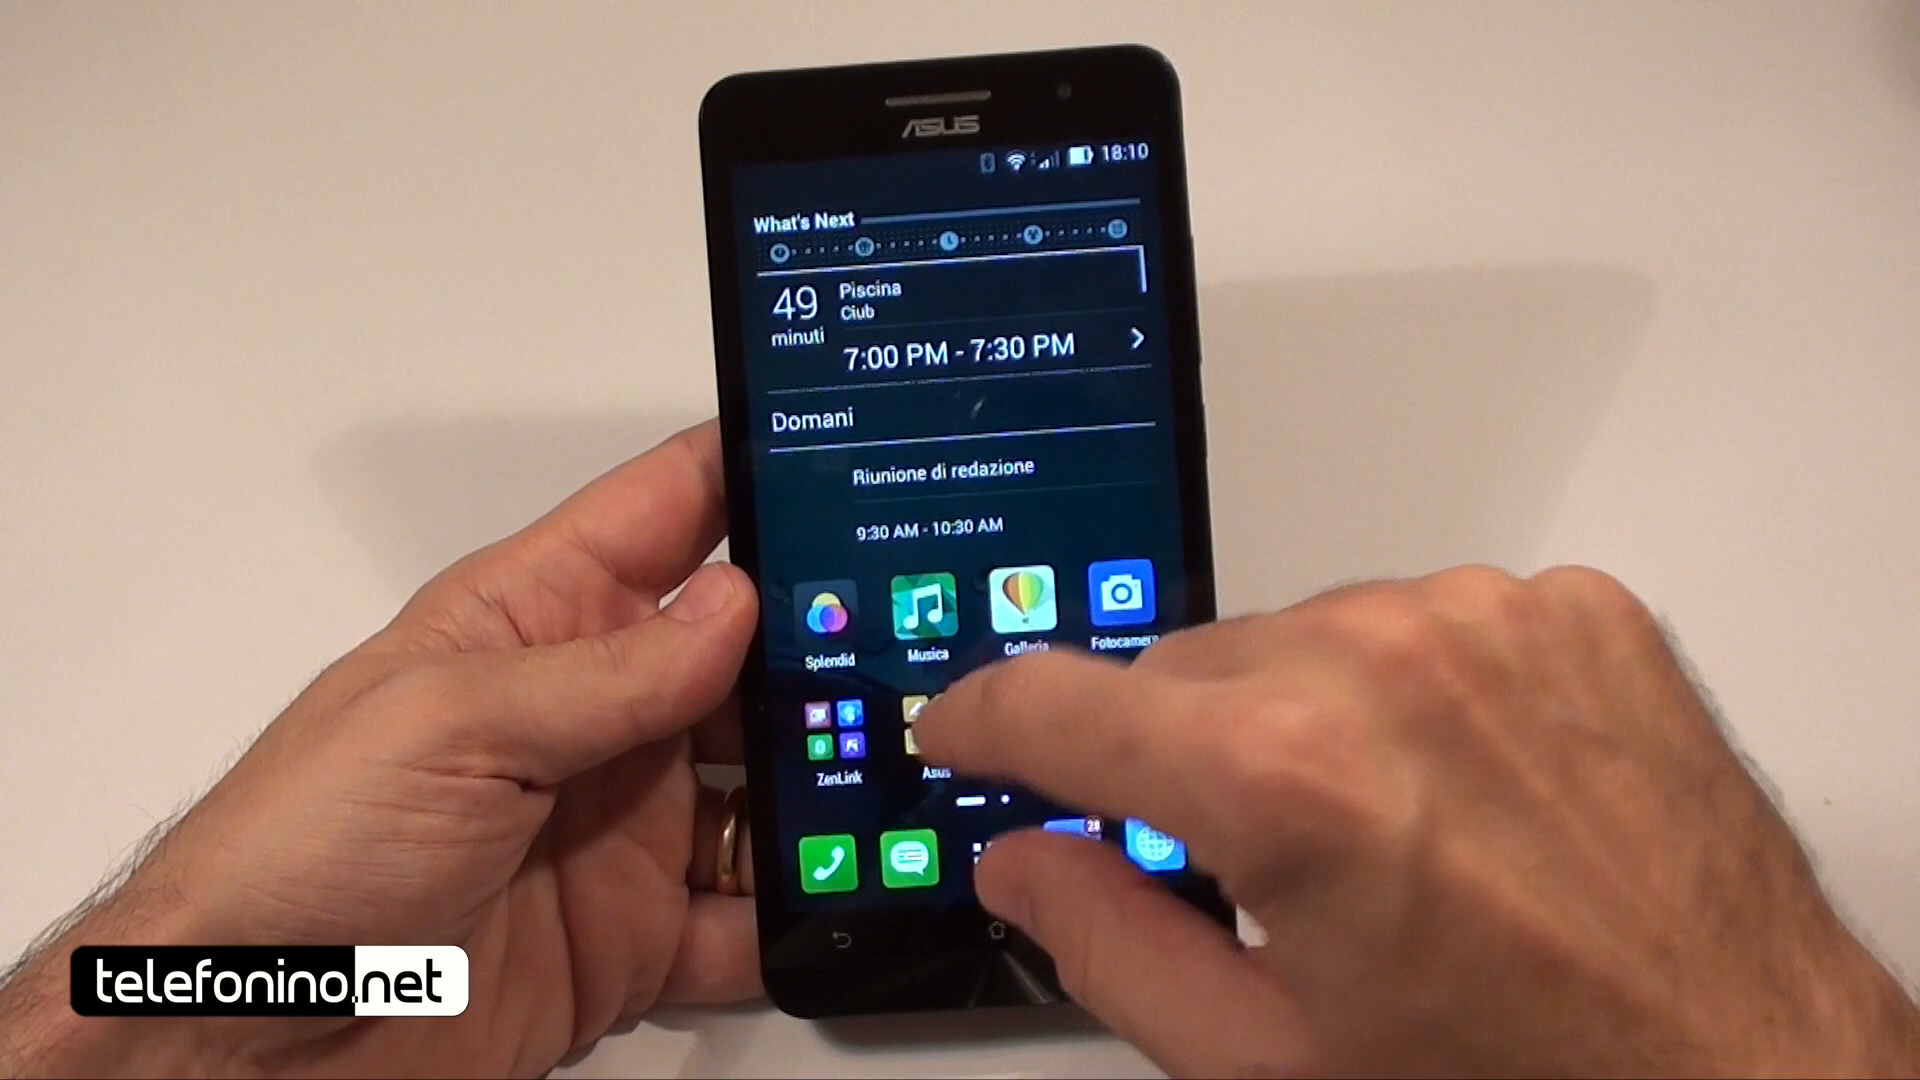 ASUS
18:10
What's Next
49
minuti
Piscina
Club
7:00 PM - 7:30 PM
Domani
Riunione di redazione
9:30 AM - 10:30 AM
Splendid
Musica
Galleria
Fotocamera
ZenLink
Asus
28
telefonino.net